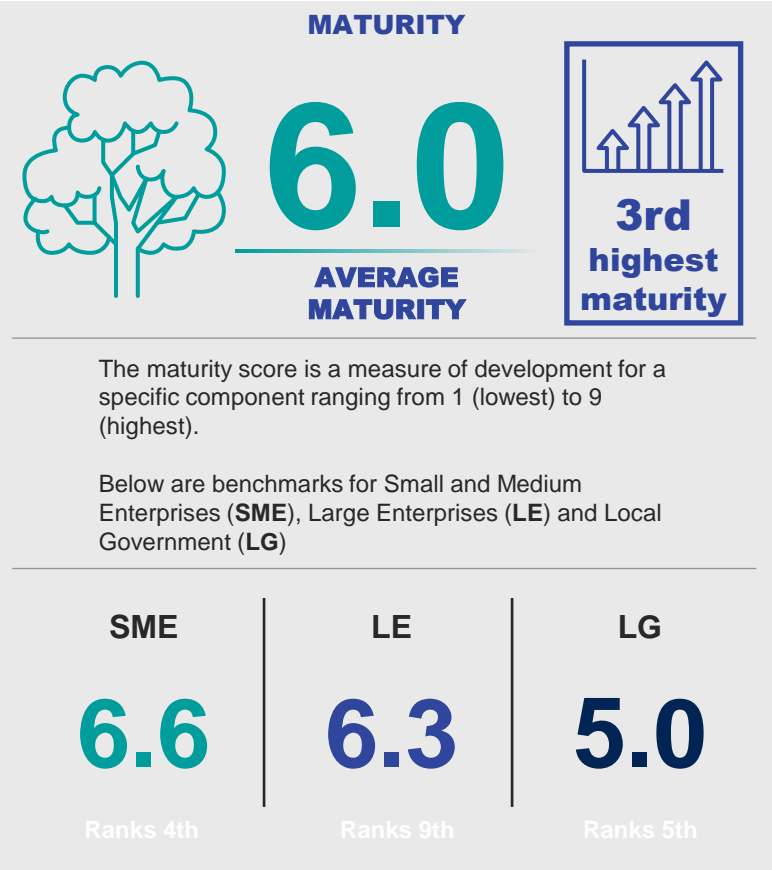 MATURITY
6.0
AVERAGE
MATURITY
3rd
highest
maturity
The maturity score is a measure of development for a
specific component ranging from 1 (lowest) to 9
(highest).
Below are benchmarks for Small and Medium
Enterprises (SME), Large Enterprises (LE) and Local
Government (LG)
SME
LE
LG
6.6
6.3
5.0
Ranks 4th
Ranks 9th
Ranks 5th